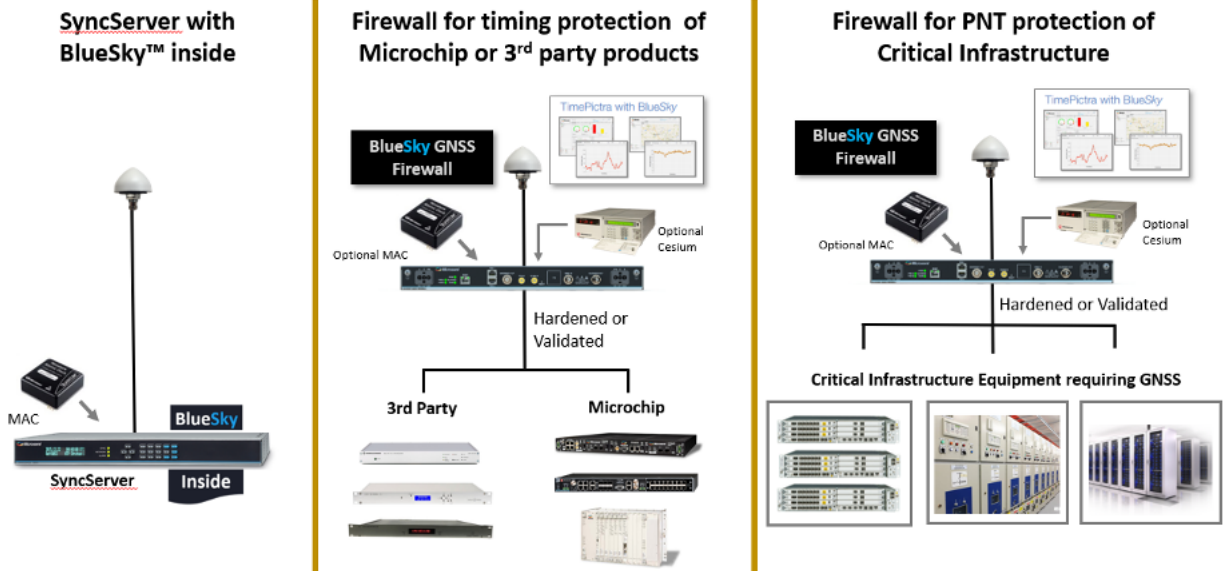 SyncServer with
BlueSky™ inside
MAC
BlueSky
Inside
SyncServer
Firewall for timing protection of
Microchip or 3rd party products
TimePictra with BlueSky
BlueSky GNSS
Firewall
Optional MAC
Optional
Cesium
Hardened or
Validated
3rd Party
Microchip
Firewall for PNT protection of
Critical Infrastructure
TimePictra with BlueSky
BlueSky GNSS
Firewall
Optional MAC
Optional
Cesium
Hardened or Validated
Critical Infrastructure Equipment requiring GNSS